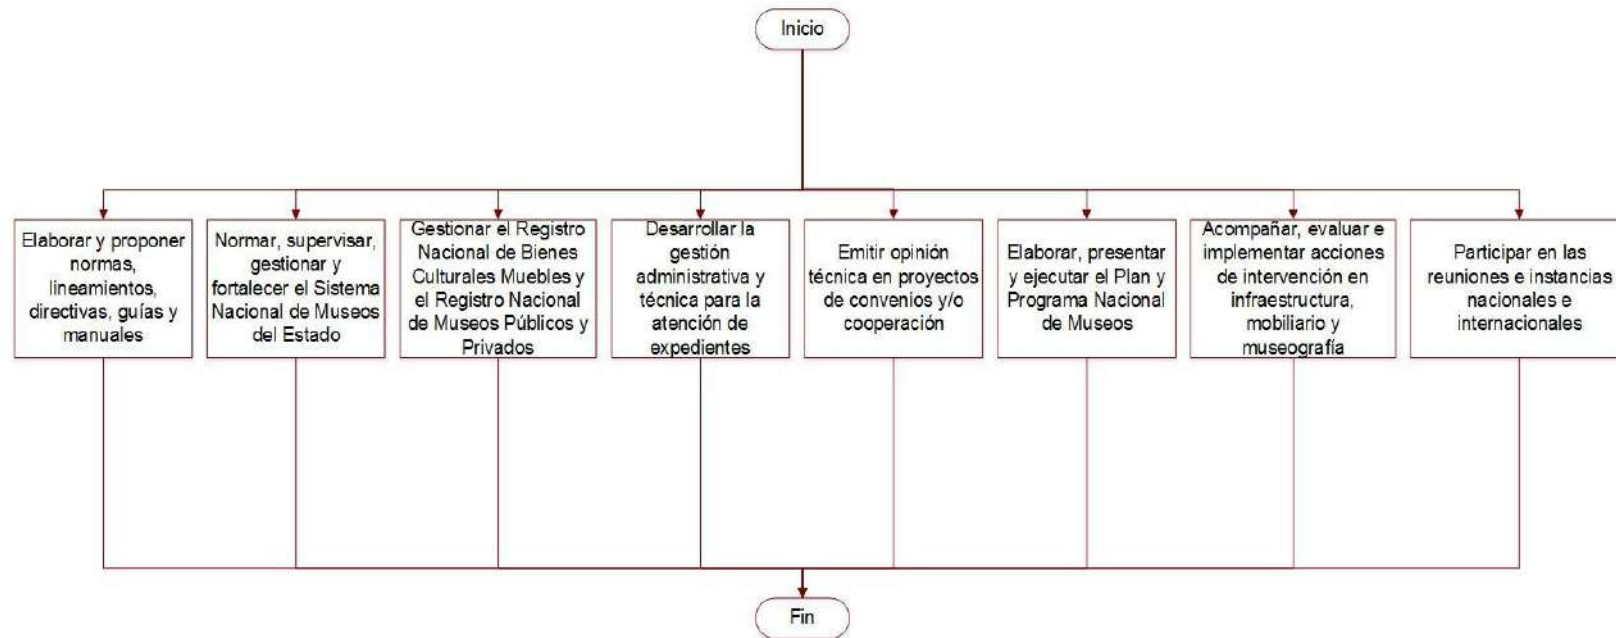 Inicio
Elaborar y proponer
normas,
lineamientos,
directivas, guías y
manuales
Normar, supervisar,
gestionar y
fortalecer el Sistema
Nacional de Museos
del Estado
Gestionar el Registro
Nacional de Bienes
Culturales Muebles y
el Registro Nacional
de Museos Públicos y
Privados
Desarrollar la
gestión
administrativa y
técnica para la
atención de
expedientes
Emitir opinión
técnica en proyectos
de convenios y/o
cooperación
Elaborar, presentar
y ejecutar el Plan y
Programa Nacional
de Museos
Acompañar, evaluar e
implementar acciones
de intervención en
infraestructura,
mobiliario y
museografía
Participar en las
reuniones e instancias
nacionales e
internacionales
Fin